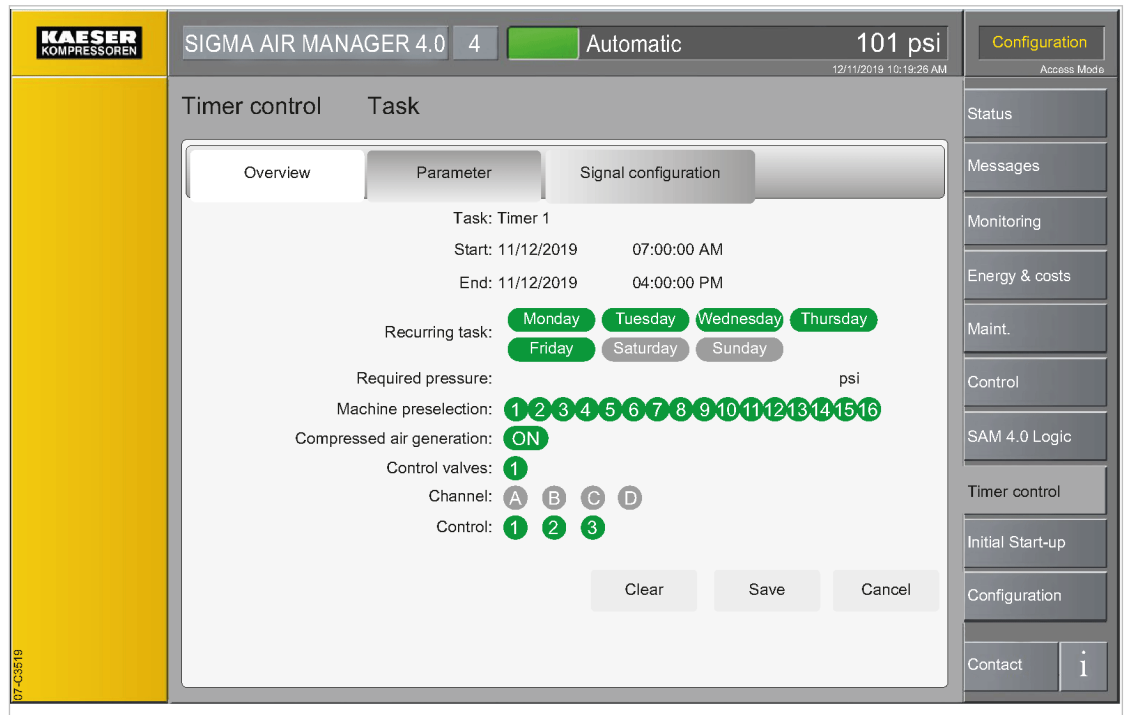 KAESER
KOMPRESSOREN
SIGMA AIR MANAGER 4.0 4 Automatic 101 psi
12/11/2019 10:19:26 AM
Configuration
Access Mode
Timer control Task
Overview Parameter Signal configuration
Task: Timer 1
Start: 11/12/2019 07:00:00 AM
End: 11/12/2019 04:00:00 PM
Recurring task: Monday Tuesday Wednesday Thursday
Friday Saturday Sunday
Required pressure: psi
Machine preselection: 1 2 3 4 5 6 7 8 9 10 11 12 13 14 15 16
Compressed air generation: ON
Control valves: 1
Channel: A B C D
Control: 1 2 3
Clear Save Cancel
Status
Messages
Monitoring
Energy & costs
Maint.
Control
SAM 4.0 Logic
Timer control
Initial Start-up
Configuration
Contact i
07-C3519